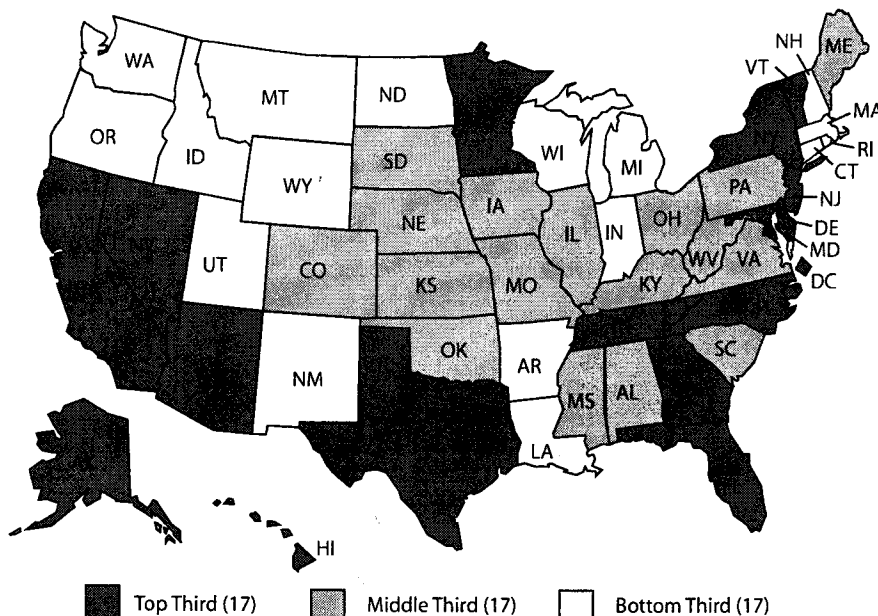 ME
NH
VT
WA
MT
ND
MA
OR
ID
SD
WI
MI
NY
RI
CT
WY
PA
NJ
NE
IA
IL
IN
OH
DE
MD
NV
UT
CO
KS
MO
KY
WV
VA
DC
OK
NM
AR
SC
MS
AL
LA
HI
Top Third (17) Middle Third (17) Bottom Third (17)